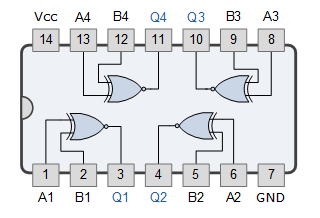 Vcc A4 B4 Q4 Q3 B3 A3
14 13 12 11 10 9 8
1 2 3 4 5 6 7
A1 B1 Q1 Q2 B2 A2 GND